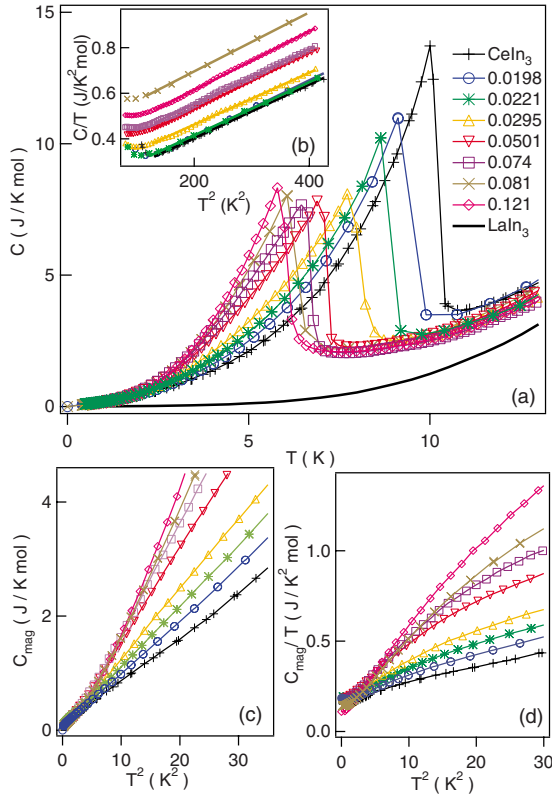 (a)
C ( J / K mol )
15
10
5
0
0
5
10
T ( K )
CeIn3
0.0198
0.0221
0.0295
0.0501
0.074
0.081
0.121
LaIn3
(b)
C/T (J/K²mol)
0.8
0.6
0.4
200
400
T² (K²)
(c)
Cmag ( J / K mol )
4
2
0
0
10
20
30
T² ( K² )
(d)
Cmag/ T ( J / K² mol )
1.0
0.5
0.0
0
10
20
30
T² ( K² )